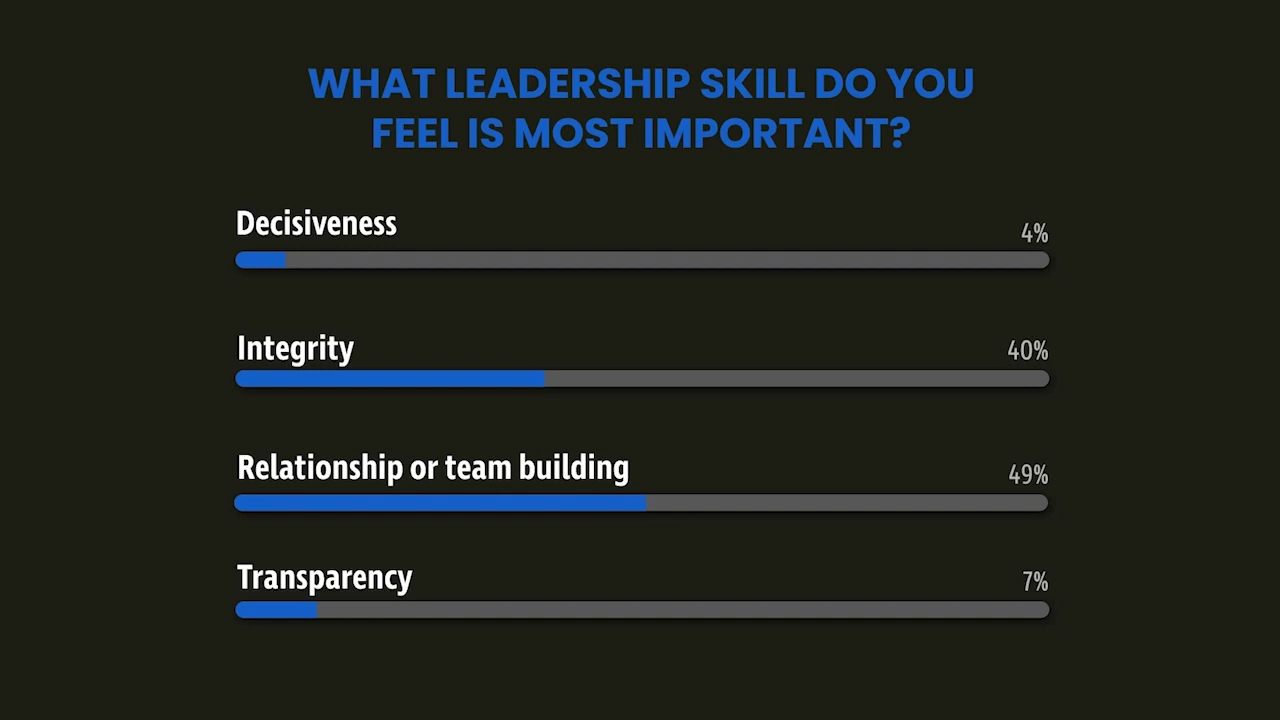 WHAT LEADERSHIP SKILL DO YOU
FEEL IS MOST IMPORTANT?
Decisiveness
4%
Integrity
40%
Relationship or team building
49%
Transparency
7%